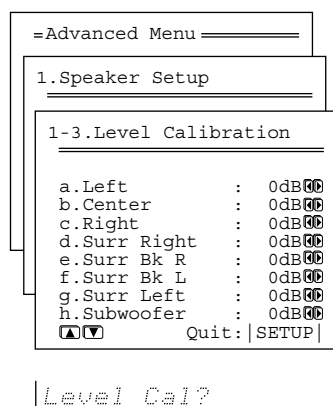 Advanced Menu
1.Speaker Setup
1-3.Level Calibration
a.Left : 0dB
b.Center : 0dB
c.Right : 0dB
d.Surr Right : 0dB
e.Surr Bk R : 0dB
f.Surr Bk L : 0dB
g.Surr Left : 0dB
h.Subwoofer : 0dB
Quit:|SETUP|
Level Cal?